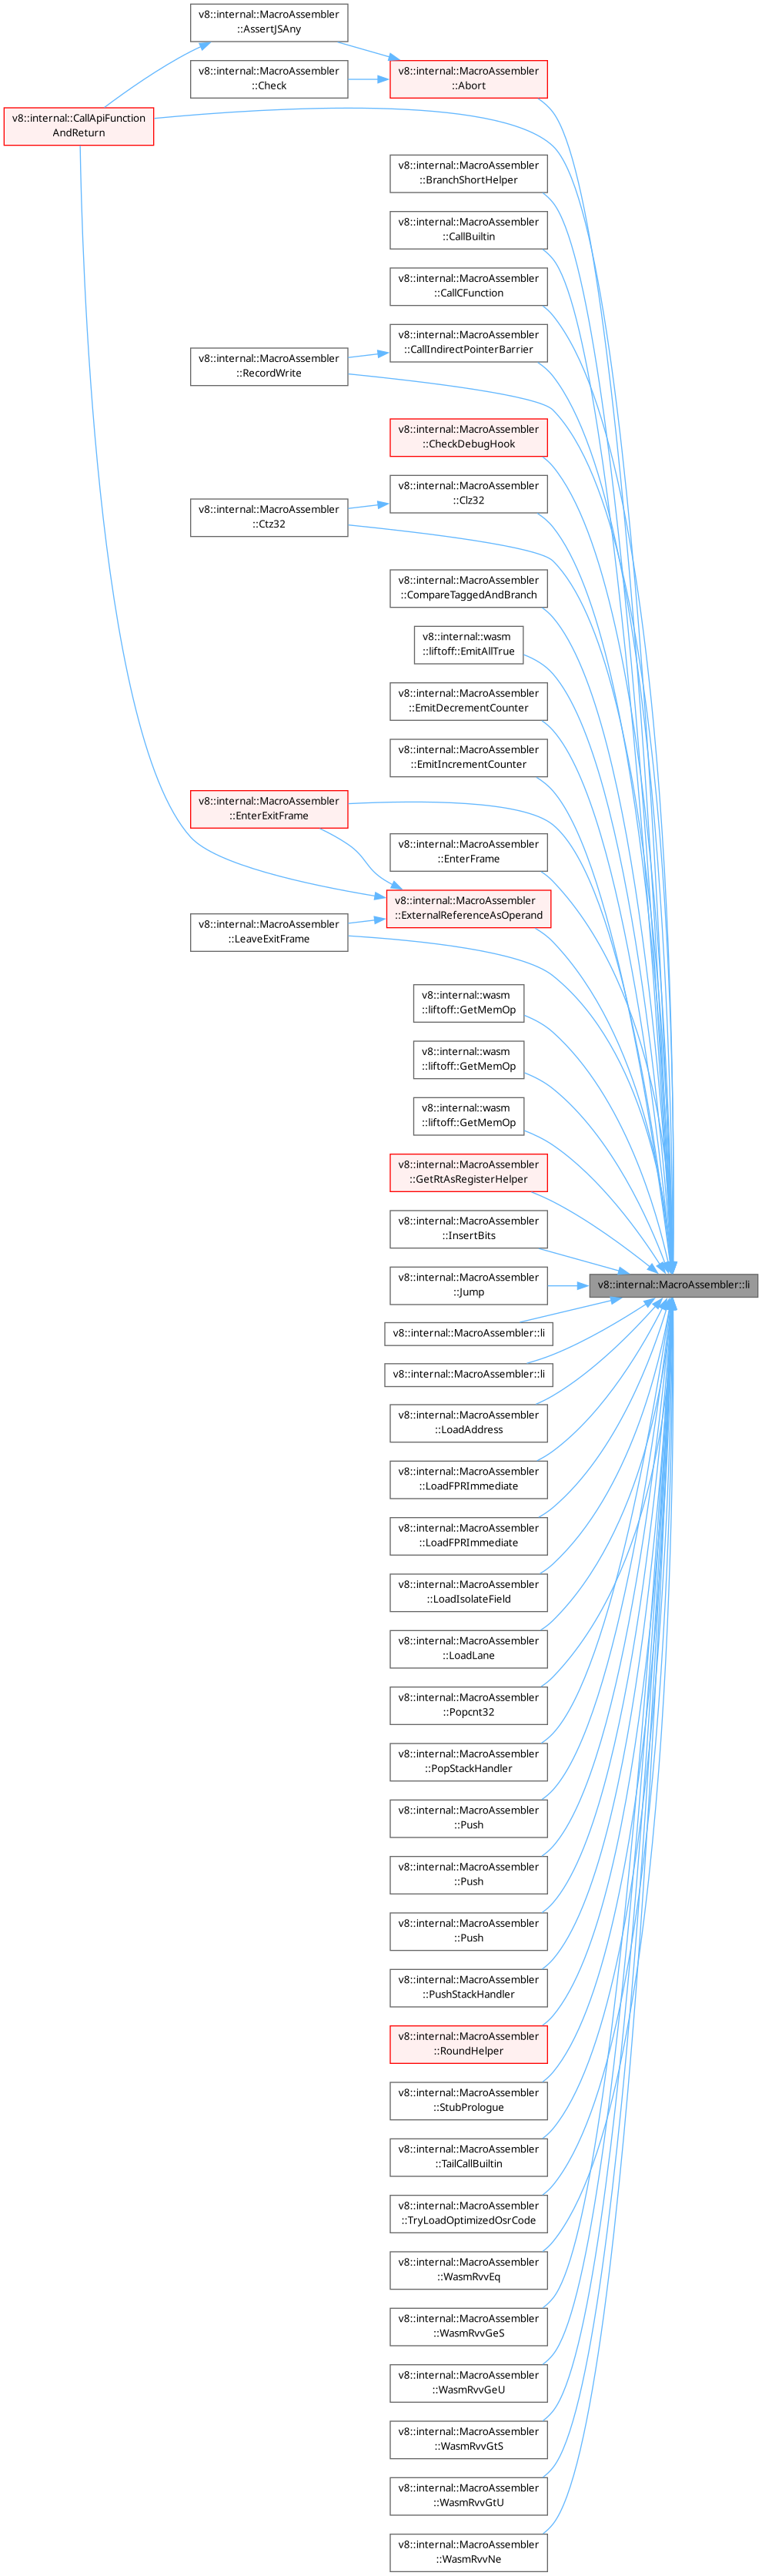 v8::internal::MacroAssembler
::AssertJSAny
v8::internal::MacroAssembler
::Check
v8::internal::MacroAssembler
::Abort
v8::internal::CallApiFunction
AndReturn
v8::internal::MacroAssembler
::BranchShortHelper
v8::internal::MacroAssembler
::CallBuiltin
v8::internal::MacroAssembler
::CallCFunction
v8::internal::MacroAssembler
::CallIndirectPointerBarrier
v8::internal::MacroAssembler
::RecordWrite
v8::internal::MacroAssembler
::CheckDebugHook
v8::internal::MacroAssembler
::Clz32
v8::internal::MacroAssembler
::Ctz32
v8::internal::MacroAssembler
::CompareTaggedAndBranch
v8::internal::wasm
::liftoff::EmitAllTrue
v8::internal::MacroAssembler
::EmitDecrementCounter
v8::internal::MacroAssembler
::EmitIncrementCounter
v8::internal::MacroAssembler
::EnterExitFrame
v8::internal::MacroAssembler
::EnterFrame
v8::internal::MacroAssembler
::ExternalReferenceAsOperand
v8::internal::MacroAssembler
::LeaveExitFrame
v8::internal::wasm
::liftoff::GetMemOp
v8::internal::wasm
::liftoff::GetMemOp
v8::internal::wasm
::liftoff::GetMemOp
v8::internal::MacroAssembler
::GetRtAsRegisterHelper
v8::internal::MacroAssembler
::InsertBits
v8::internal::MacroAssembler::li
v8::internal::MacroAssembler
::Jump
v8::internal::MacroAssembler::li
v8::internal::MacroAssembler::li
v8::internal::MacroAssembler
::LoadAddress
v8::internal::MacroAssembler
::LoadFPRImmediate
v8::internal::MacroAssembler
::LoadFPRImmediate
v8::internal::MacroAssembler
::LoadIsolateField
v8::internal::MacroAssembler
::LoadLane
v8::internal::MacroAssembler
::Popcnt32
v8::internal::MacroAssembler
::PopStackHandler
v8::internal::MacroAssembler
::Push
v8::internal::MacroAssembler
::Push
v8::internal::MacroAssembler
::Push
v8::internal::MacroAssembler
::PushStackHandler
v8::internal::MacroAssembler
::RoundHelper
v8::internal::MacroAssembler
::StubPrologue
v8::internal::MacroAssembler
::TailCallBuiltin
v8::internal::MacroAssembler
::TryLoadOptimizedOsrCode
v8::internal::MacroAssembler
::WasmRvvEq
v8::internal::MacroAssembler
::WasmRvvGeS
v8::internal::MacroAssembler
::WasmRvvGeU
v8::internal::MacroAssembler
::WasmRvvGtS
v8::internal::MacroAssembler
::WasmRvvGtU
v8::internal::MacroAssembler
::WasmRvvNe